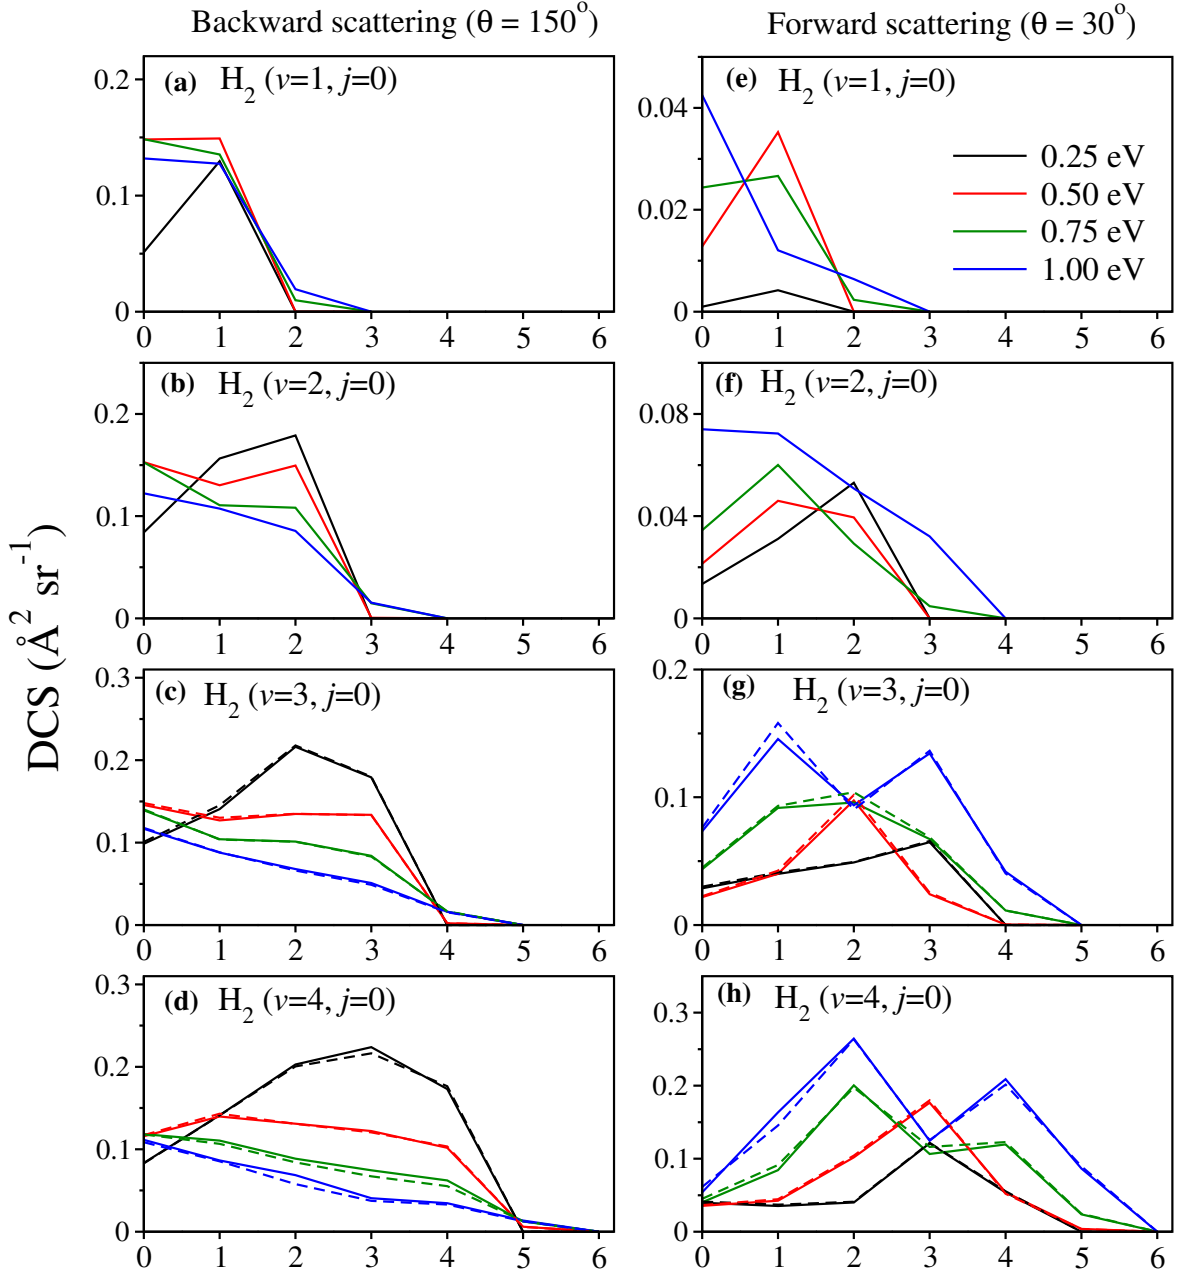 Backward scattering (θ = 150°)
Forward scattering (θ = 30°)
DCS (Å² sr⁻¹)
(a) H₂ (v=1, j=0)
0.2
0.1
0
0 1 2 3 4 5 6
(e) H₂ (v=1, j=0)
0.25 eV
0.50 eV
0.75 eV
1.00 eV
0.04
0.02
0
0 1 2 3 4 5 6
(b) H₂ (v=2, j=0)
0.2
0.1
0
0 1 2 3 4 5 6
(f) H₂ (v=2, j=0)
0.08
0.04
0
0 1 2 3 4 5 6
(c) H₂ (v=3, j=0)
0.3
0.2
0.1
0
0 1 2 3 4 5 6
(g) H₂ (v=3, j=0)
0.2
0.1
0
0 1 2 3 4 5 6
(d) H₂ (v=4, j=0)
0.3
0.2
0.1
0
0 1 2 3 4 5 6
(h) H₂ (v=4, j=0)
0.3
0.2
0.1
0
0 1 2 3 4 5 6